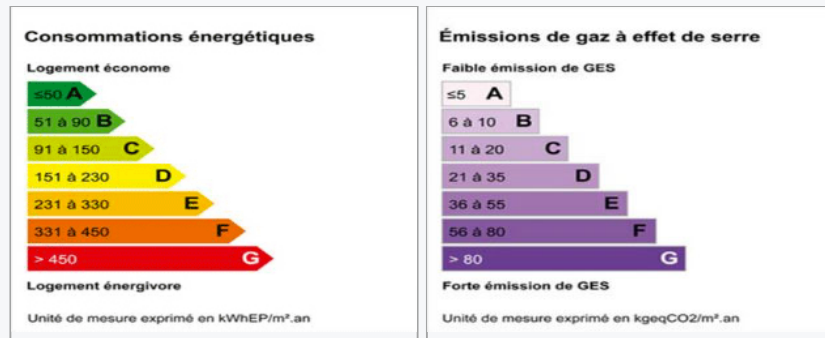 Consommations énergétiques
Logement économe
≤50 A
51 à 90 B
91 à 150 C
151 à 230 D
231 à 330 E
331 à 450 F
> 450 G
Logement énergivore
Unité de mesure exprimé en kWhEP/m².an
Émissions de gaz à effet de serre
Faible émission de GES
≤5 A
6 à 10 B
11 à 20 C
21 à 35 D
36 à 55 E
56 à 80 F
> 80 G
Forte émission de GES
Unité de mesure exprimé en kgeqCO2/m².an